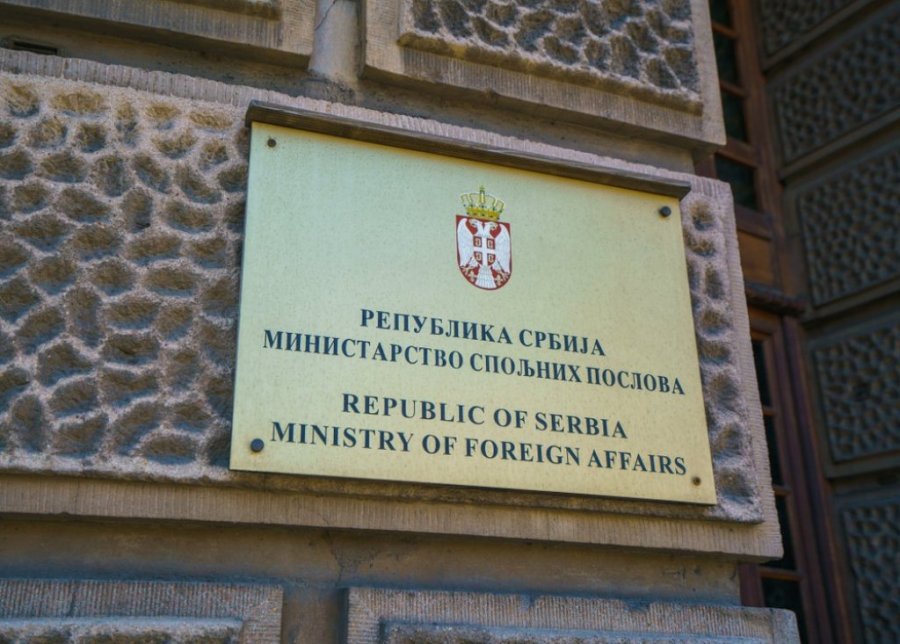 РЕПУБЛИКА СРБИЈА
МИНИСТАРСТВО СПОЉНИХ ПОСЛОВА
REPUBLIC OF SERBIA
MINISTRY OF FOREIGN AFFAIRS